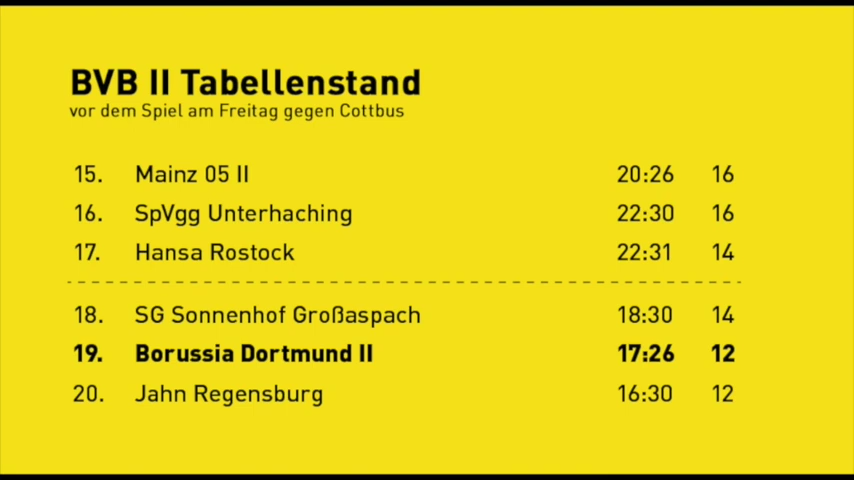 BVB II Tabellenstand
vor dem Spiel am Freitag gegen Cottbus
15. Mainz 05 II 20:26 16
16. SpVgg Unterhaching 22:30 16
17. Hansa Rostock 22:31 14
18. SG Sonnenhof Großaspach 18:30 14
19. Borussia Dortmund II 17:26 12
20. Jahn Regensburg 16:30 12